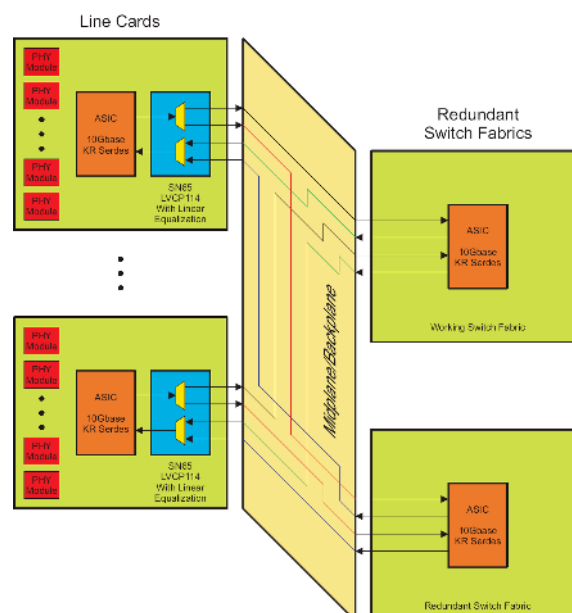 Line Cards
PHY
Module
PHY
Module
PHY
Module
PHY
Module
ASIC
10Gbase
KR Serdes
SN65
LVCP114
With Linear
Equalization
Redundant
Switch Fabrics
ASIC
10Gbase
KR Serdes
Working Switch Fabric
Midplane/Backplane
PHY
Module
PHY
Module
PHY
Module
PHY
Module
ASIC
10Gbase
KR Serdes
SN65
LVCP114
With Linear
Equalization
ASIC
10Gbase
KR Serdes
Redundant Switch Fabric